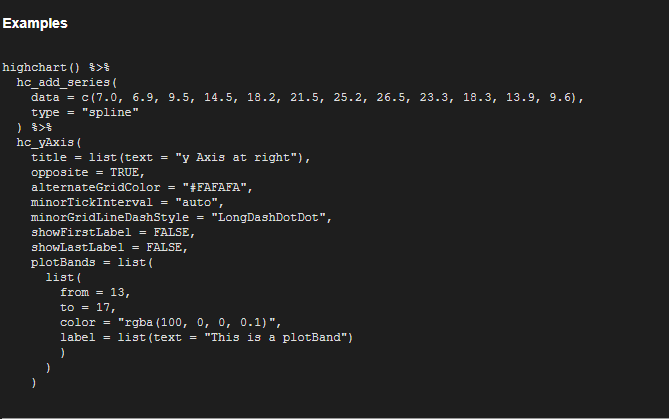 Examples
highchart() %>%
  hc_add_series(
    data = c(7.0, 6.9, 9.5, 14.5, 18.2, 21.5, 25.2, 26.5, 23.3, 18.3, 13.9, 9.6),
    type = "spline"
  ) %>%
  hc_yAxis(
    title = list(text = "y Axis at right"),
    opposite = TRUE,
    alternateGridColor = "#FAFAFA",
    minorTickInterval = "auto",
    minorGridLineDashStyle = "LongDashDotDot",
    showFirstLabel = FALSE,
    showLastLabel = FALSE,
    plotBands = list(
      list(
        from = 13,
        to = 17,
        color = "rgba(100, 0, 0, 0.1)",
        label = list(text = "This is a plotBand")
        )
      )
    )